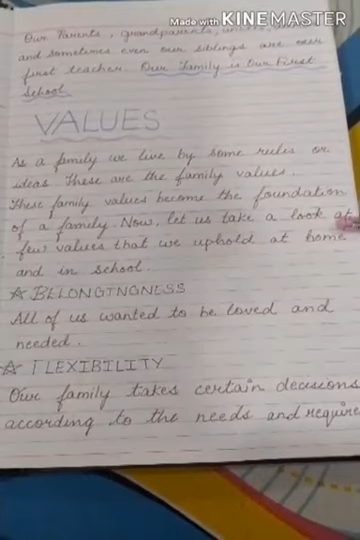 Made with KINEMASTER
Our Parents, grandparents, uncles,
and sometimes even our siblings are our
first teacher. Our Family is Our First
School
VALUES
As a family we live by some rules or
ideas. These are the family values.
These family values become the foundation
of a family. Now, let us take a look at
few values that we uphold at home
and in school.
☆ BELONGINGNESS
All of us wanted to be loved and
needed.
☆ FLEXIBILITY
Our family takes certain decisions
according to the needs and require